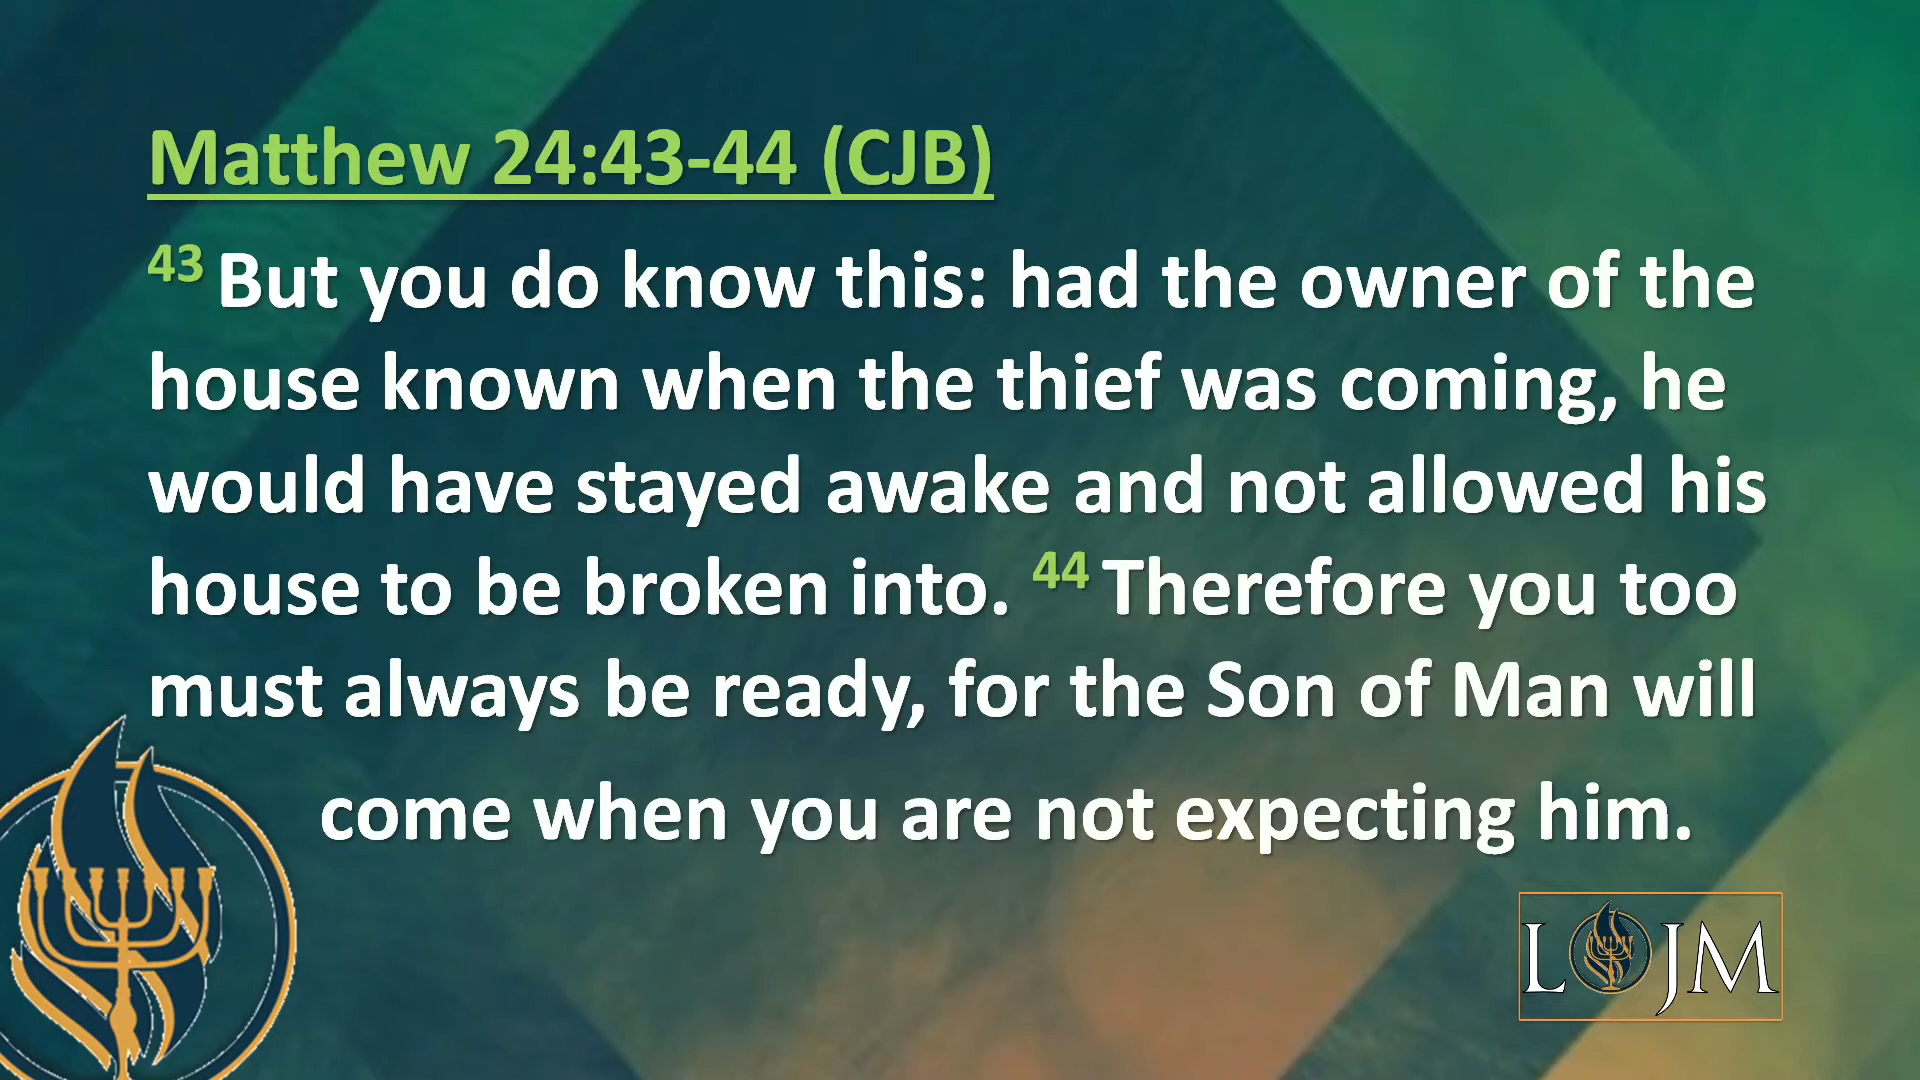 Matthew 24:43-44 (CJB)
43 But you do know this: had the owner of the
house known when the thief was coming, he
would have stayed awake and not allowed his
house to be broken into. 44 Therefore you too
must always be ready, for the Son of Man will
come when you are not expecting him.
LOJM